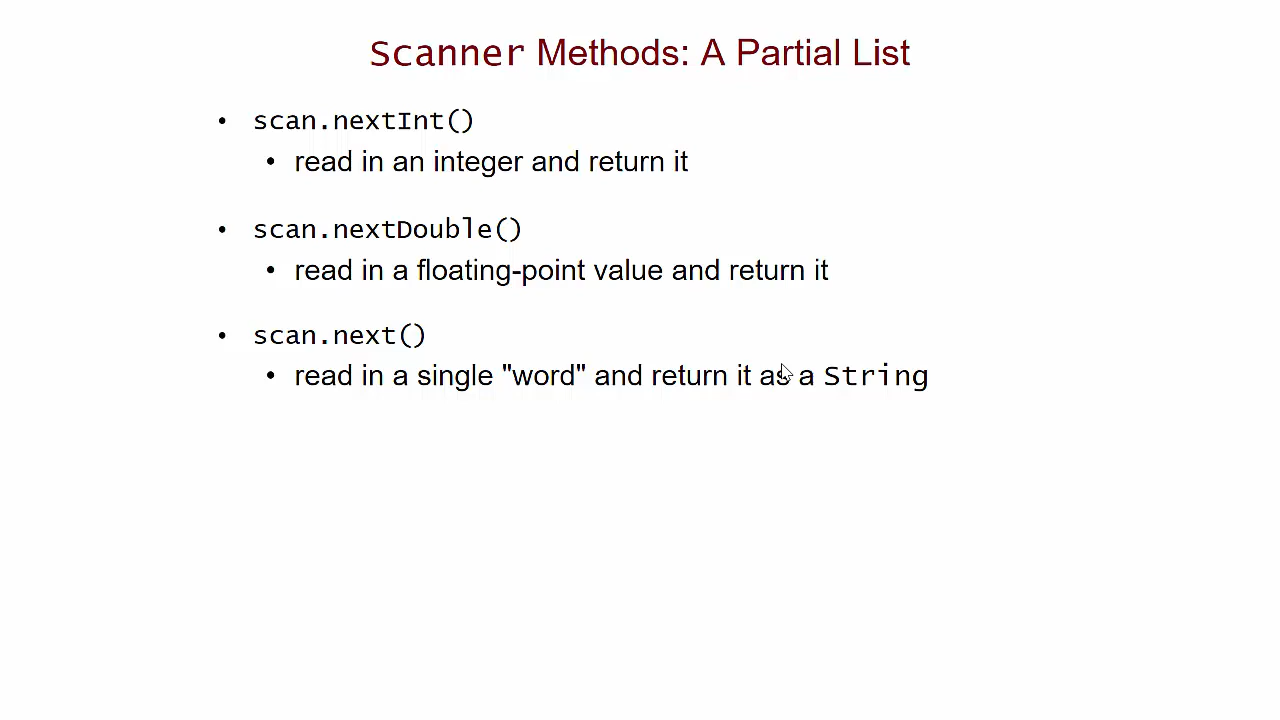 Scanner Methods: A Partial List
• scan.nextInt()
• read in an integer and return it
• scan.nextDouble()
• read in a floating-point value and return it
• scan.next()
• read in a single "word" and return it as a String